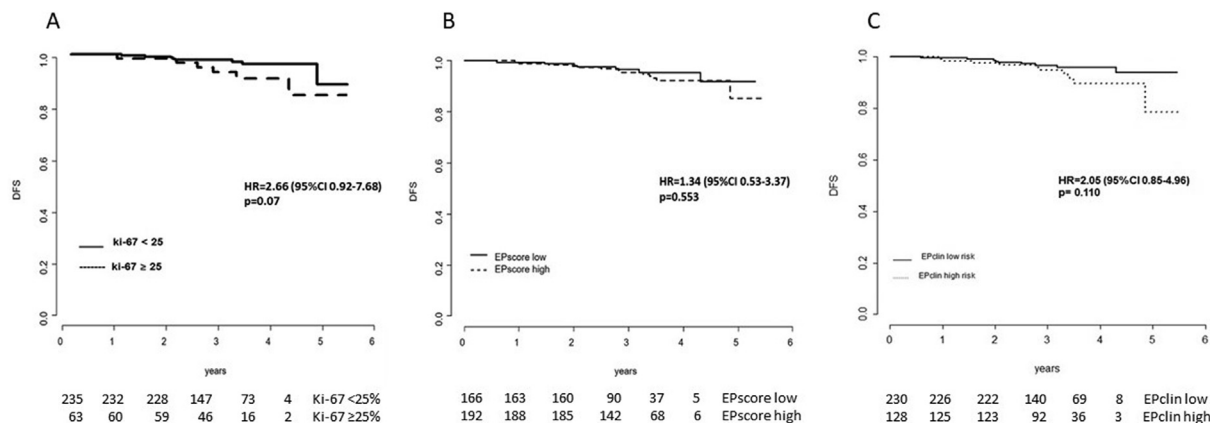 A
1.0
0.8
0.6
0.4
0.2
0.0
DFS
HR=2.66 (95%CI 0.92-7.68)
p=0.07
ki-67 < 25
ki-67 ≥ 25
0 1 2 3 4 5 6
years
235 232 228 147 73 4 Ki-67 <25%
63 60 59 46 16 2 Ki-67 ≥25%
B
1.0
0.8
0.6
0.4
0.2
0.0
DFS
HR=1.34 (95%CI 0.53-3.37)
p=0.553
EPscore low
EPscore high
0 1 2 3 4 5 6
years
166 163 160 90 37 5 EPscore low
192 188 185 142 68 6 EPscore high
C
1.0
0.8
0.6
0.4
0.2
0.0
DFS
HR=2.05 (95%CI 0.85-4.96)
p= 0.110
EPclin low risk
EPclin high risk
0 1 2 3 4 5 6
years
230 226 222 140 69 8 EPclin low
128 125 123 92 36 3 EPclin high